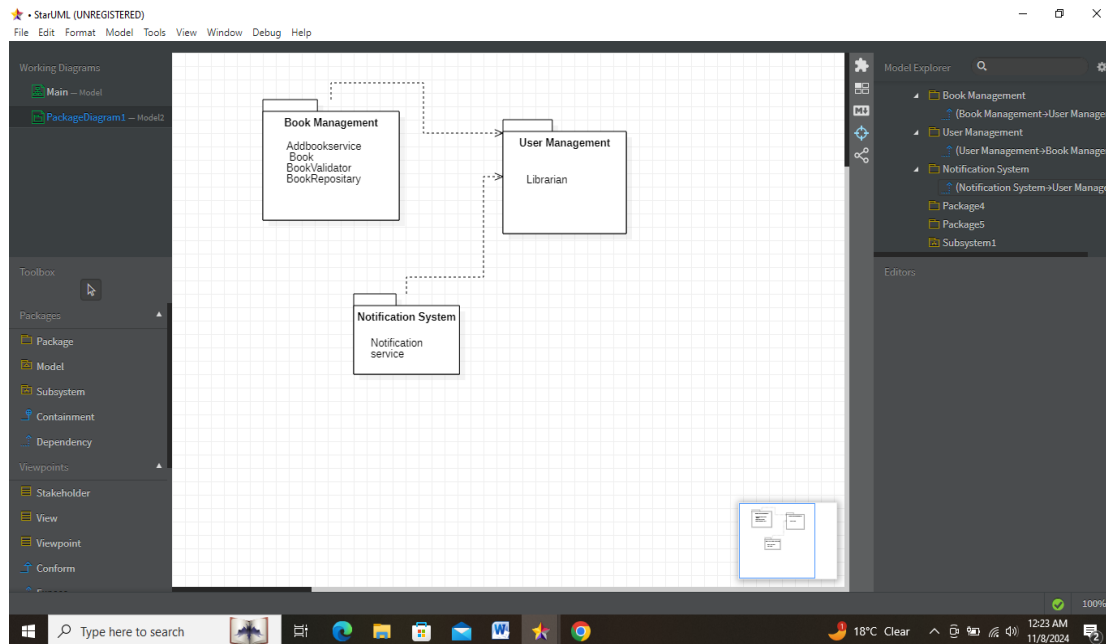 • StarUML (UNREGISTERED)
File Edit Format Model Tools View Window Debug Help
Working Diagrams
Main — Model
PackageDiagram1 — Model2
Toolbox
Packages
Package
Model
Subsystem
Containment
Dependency
Viewpoints
Stakeholder
View
Viewpoint
Conform
Book Management
Addbookservice
Book
BookValidator
BookRepositary
User Management
Librarian
Notification System
Notification
service
M
Model Explorer
Book Management
(Book Management→User Manage
User Management
(User Management→Book Manage
Notification System
(Notification System→User Manage
Package4
Package5
Subsystem1
Editors
100%
Type here to search
18°C Clear
12:23 AM
11/8/2024
2